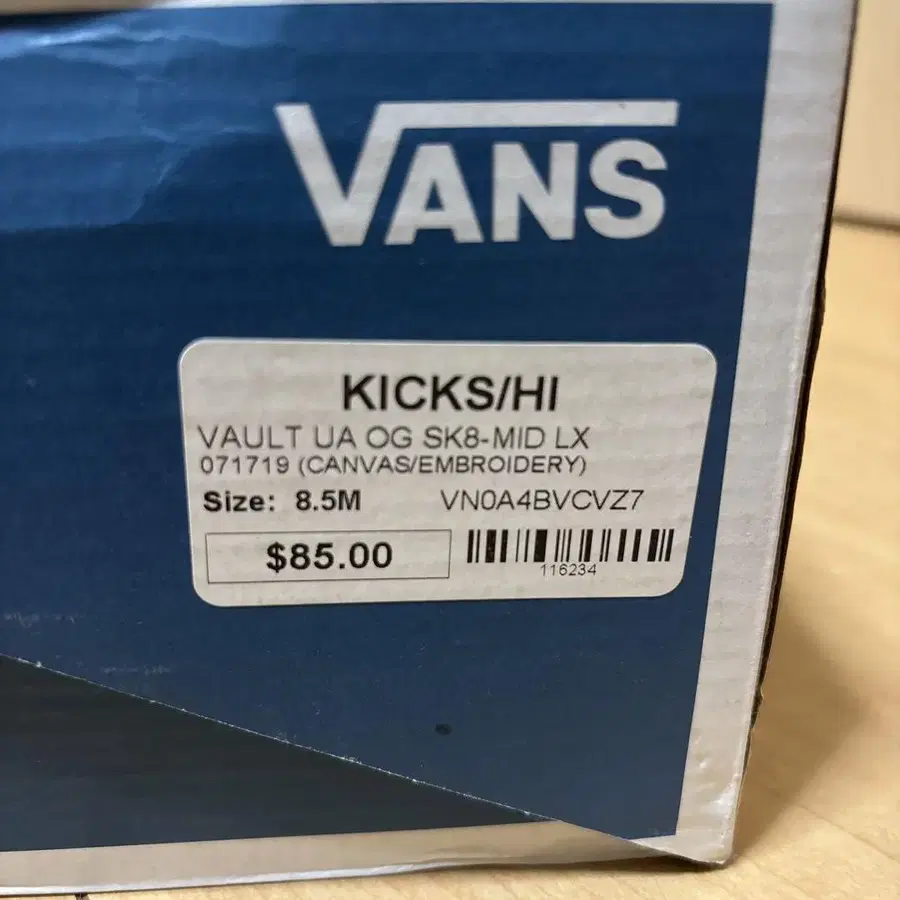 VANS
KICKS/HI
VAULT UA OG SK8-MID LX
071719 (CANVAS/EMBROIDERY)
Size: 8.5M VN0A4BVCVZ7
$85.00
116234